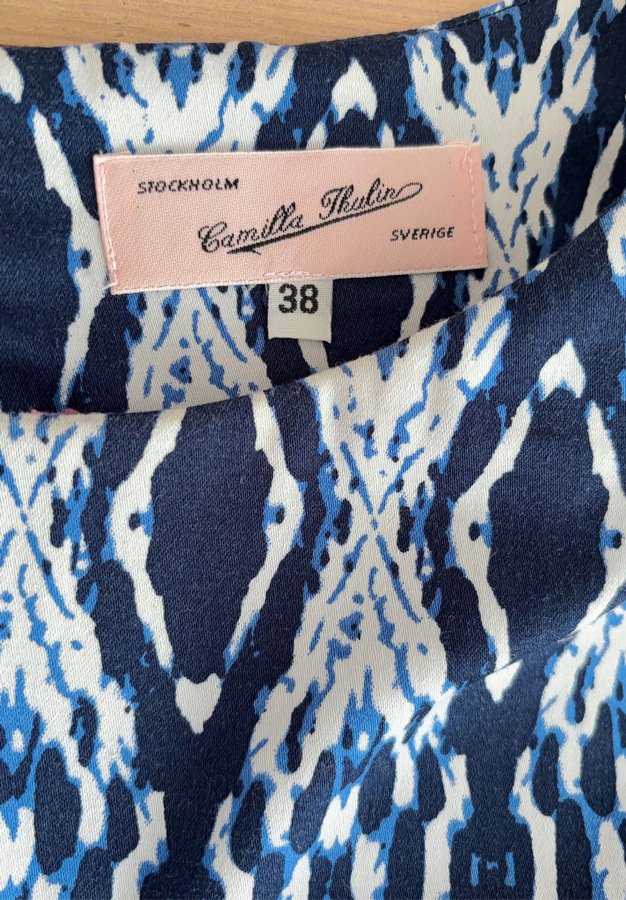 STOCKHOLM
Camilla Thulin
SVERIGE
38